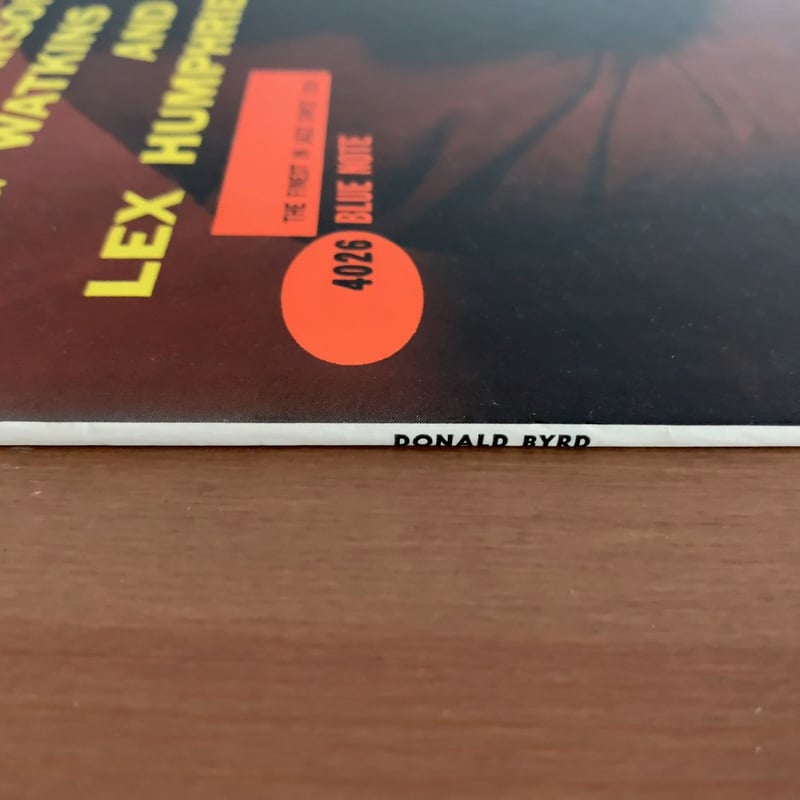 WATKINS
AND
LEX HUMPHRIE
THE FINEST IN JAZZ SINCE 1939
BLUE NOTE
4026
DONALD BYRD